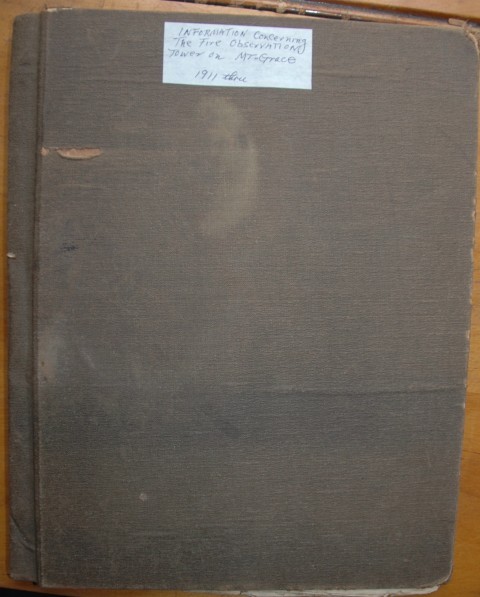 INFORMATION Concerning
The Fire Observation
Tower on MT. Grace
1911 thru